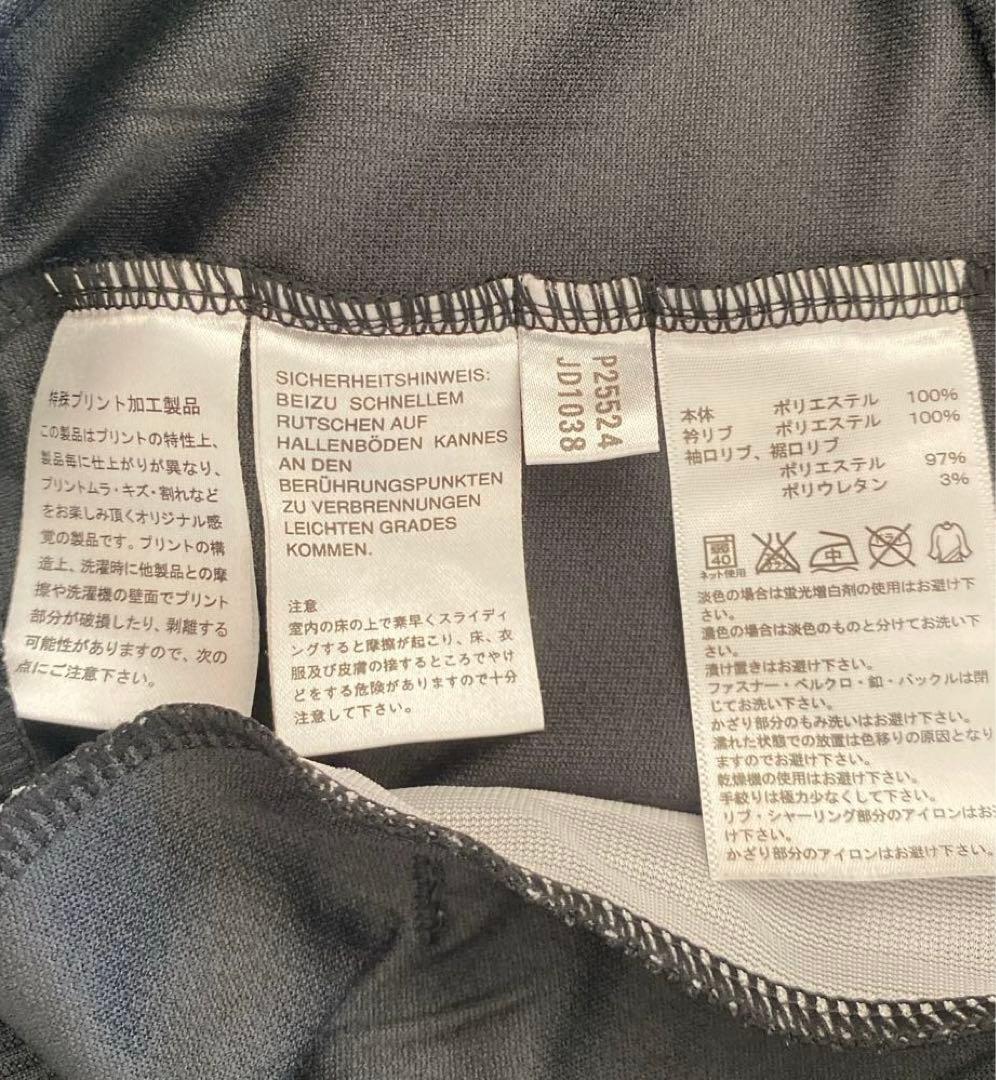 特殊プリント加工製品
この製品はプリントの特性上、
製品毎に仕上がりが異なり、
プリントムラ・キズ・割れなど
をお楽しみ頂くオリジナル感
覚の製品です。プリントの構
造上、洗濯時に他製品との摩
擦や洗濯機の壁面でプリント
部分が破損したり、剥離する
可能性がありますので、次の
点にご注意下さい。
SICHERHEITSHINWEIS:
BEIZU SCHNELLEM
RUTSCHEN AUF
HALLENBÖDEN KANNES
AN DEN
BERÜHRUNGSPUNKTEN
ZU VERBRENNUNGEN
LEICHTEN GRADES
KOMMEN.
注意
室内の床の上で素早くスライディ
ングすると摩擦が起こり、床、衣
服及び皮膚の接するところでやけ
どをする危険がありますので十分
注意して下さい。
P25524
JD1038
本体 ポリエステル 100%
衿リブ ポリエステル 100%
袖口リブ、裾口リブ
ポリエステル 97%
ポリウレタン 3%
40
中
ネット使用
淡色の場合は蛍光増白剤の使用はお避け下
さい。
濃色の場合は淡色のものと分けてお洗い下
さい。
漬け置きはお避け下さい。
ファスナー・ベルクロ・釦・バックルは閉
じてお洗い下さい。
かざり部分のもみ洗いはお避け下さい。
濡れた状態での放置は色移りの原因となり
ますのでお避け下さい。
乾燥機の使用はお避け下さい。
手絞りは極力少なくして下さい。
リブ・シャーリング部分のアイロンはお避
け下さい。
かざり部分のアイロンはお避け下さい。